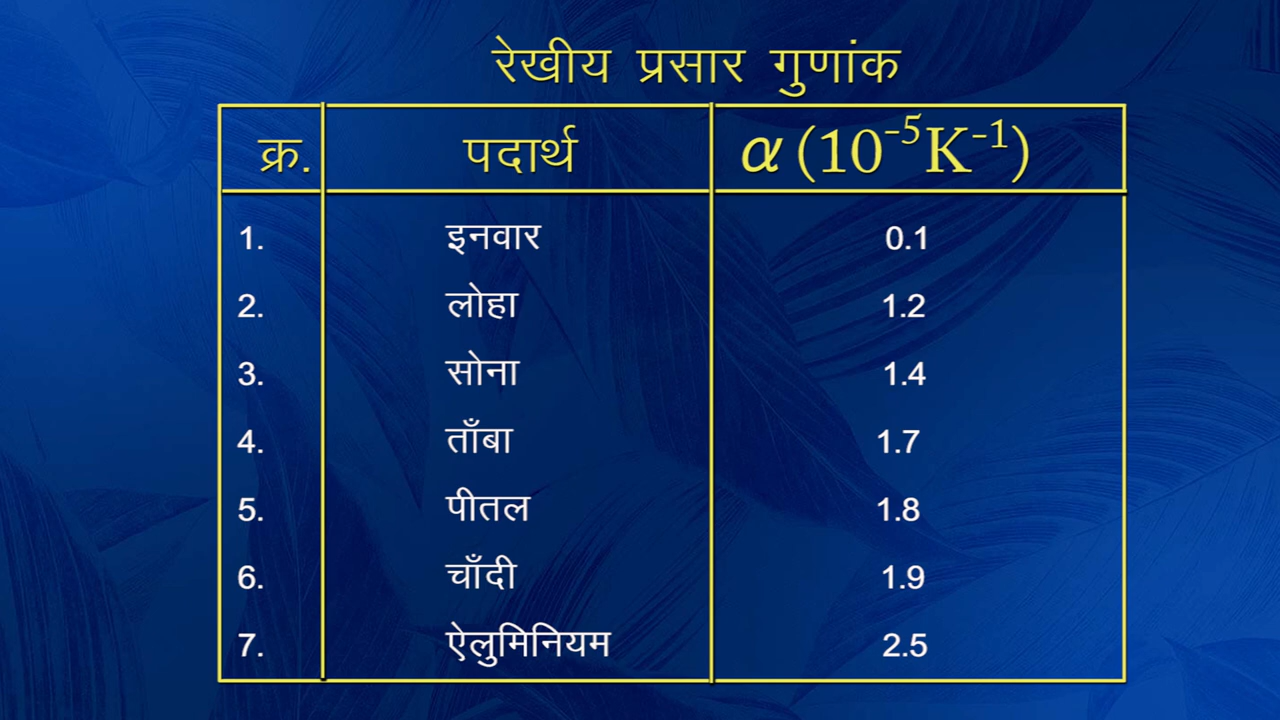 रेखीय प्रसार गुणांक
क्र. पदार्थ α (10⁻⁵K⁻¹)
1. इनवार 0.1
2. लोहा 1.2
3. सोना 1.4
4. ताँबा 1.7
5. पीतल 1.8
6. चाँदी 1.9
7. ऐलुमिनियम 2.5